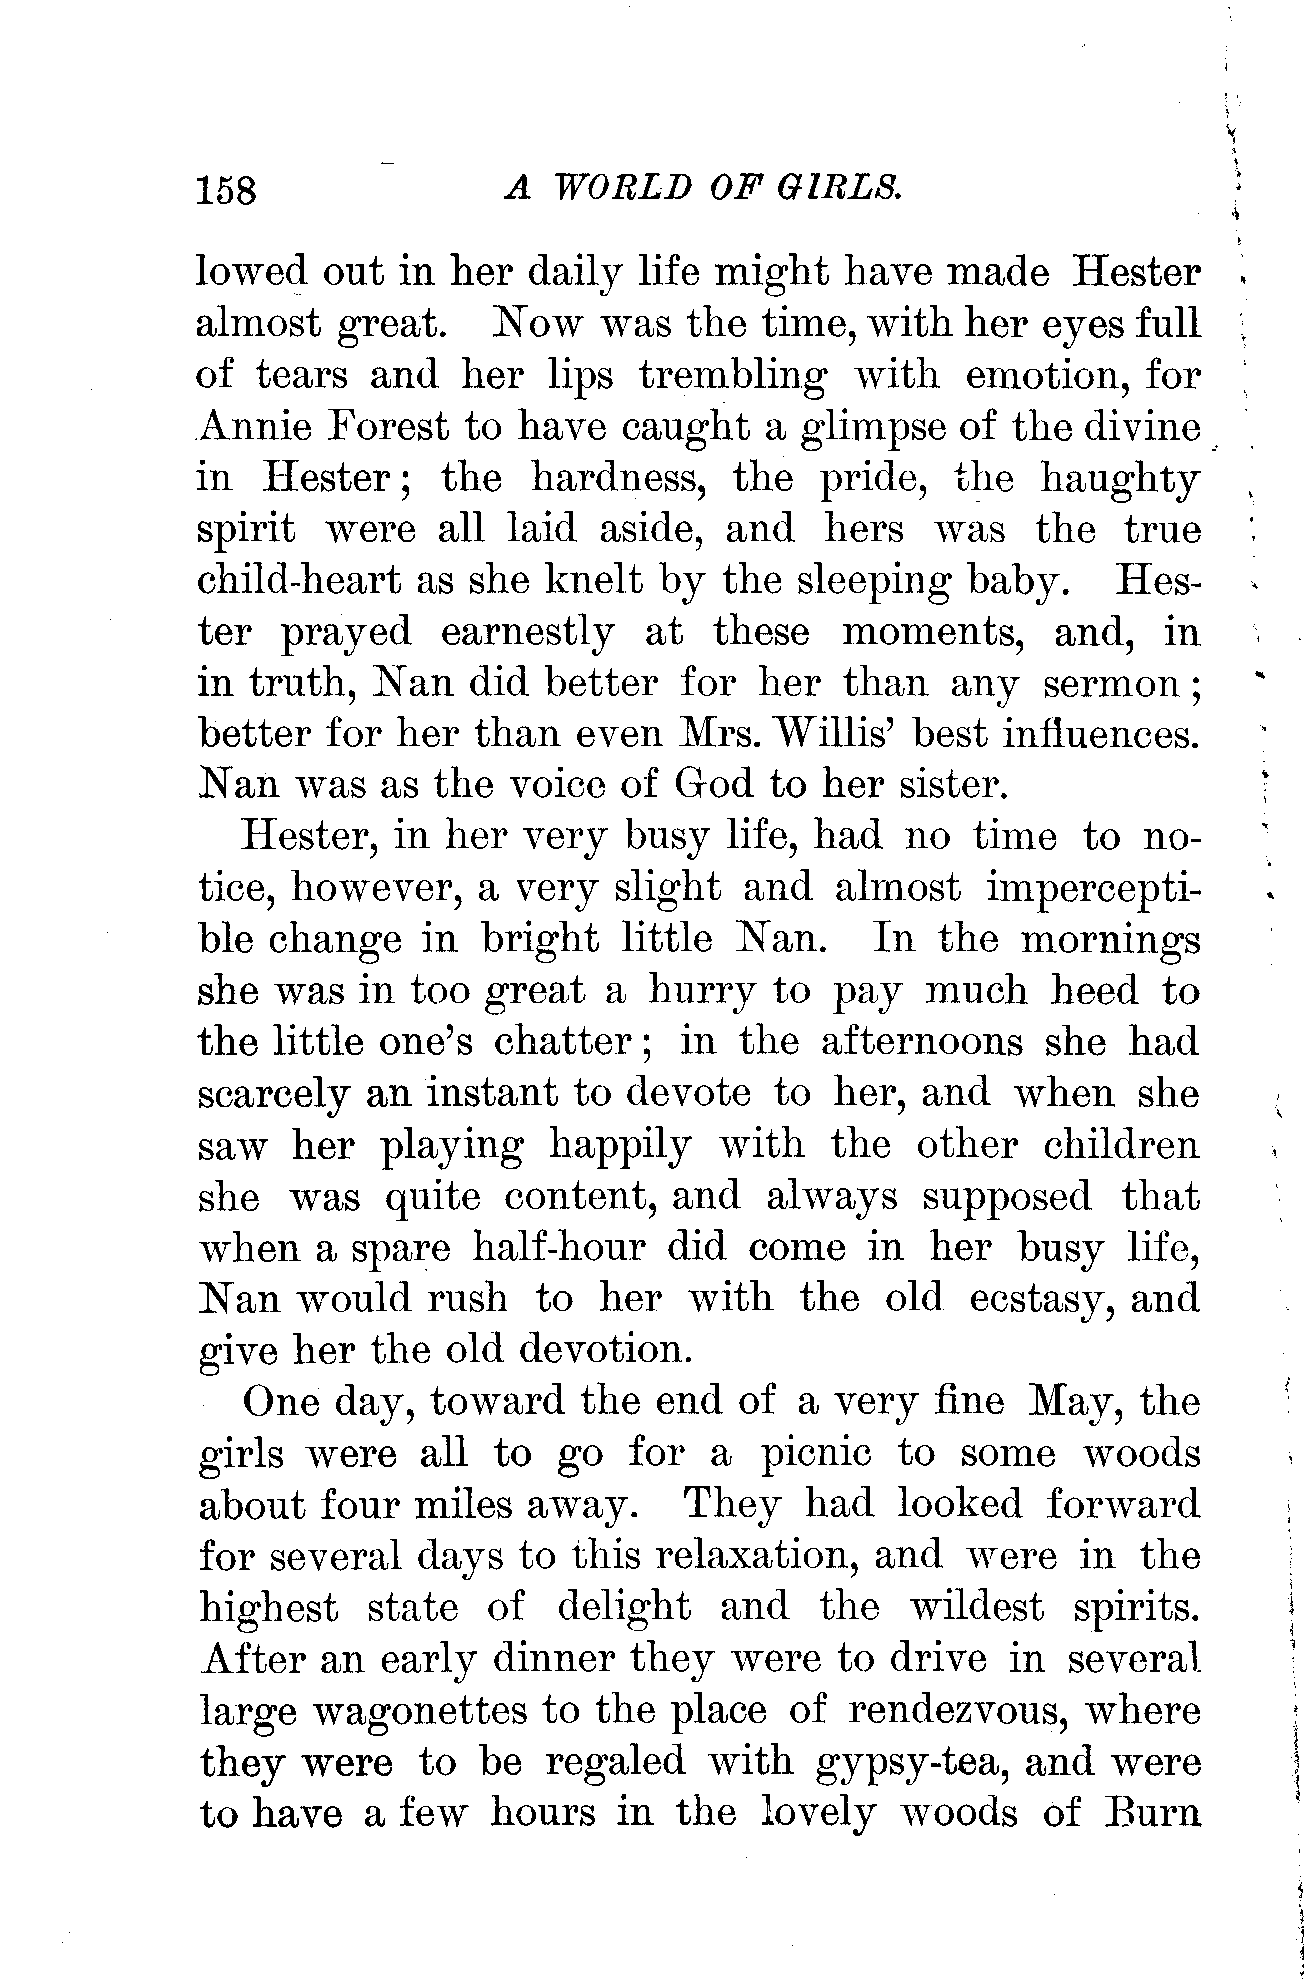 158 A WORLD OF GIRLS.
lowed out in her daily life might have made Hester
almost great. Now was the time, with her eyes full
of tears and her lips trembling with emotion, for
Annie Forest to have caught a glimpse of the divine
in Hester; the hardness, the pride, the haughty
spirit were all laid aside, and hers was the true
child-heart as she knelt by the sleeping baby. Hes-
ter prayed earnestly at these moments, and, in
in truth, Nan did better for her than any sermon;
better for her than even Mrs. Willis' best influences.
Nan was as the voice of God to her sister.
Hester, in her very busy life, had no time to no-
tice, however, a very slight and almost impercepti-
ble change in bright little Nan. In the mornings
she was in too great a hurry to pay much heed to
the little one's chatter; in the afternoons she had
scarcely an instant to devote to her, and when she
saw her playing happily with the other children
she was quite content, and always supposed that
when a spare half-hour did come in her busy life,
Nan would rush to her with the old ecstasy, and
give her the old devotion.
One day, toward the end of a very fine May, the
girls were all to go for a picnic to some woods
about four miles away. They had looked forward
for several days to this relaxation, and were in the
highest state of delight and the wildest spirits.
After an early dinner they were to drive in several
large wagonettes to the place of rendezvous, where
they were to be regaled with gypsy-tea, and were
to have a few hours in the lovely woods of Burn